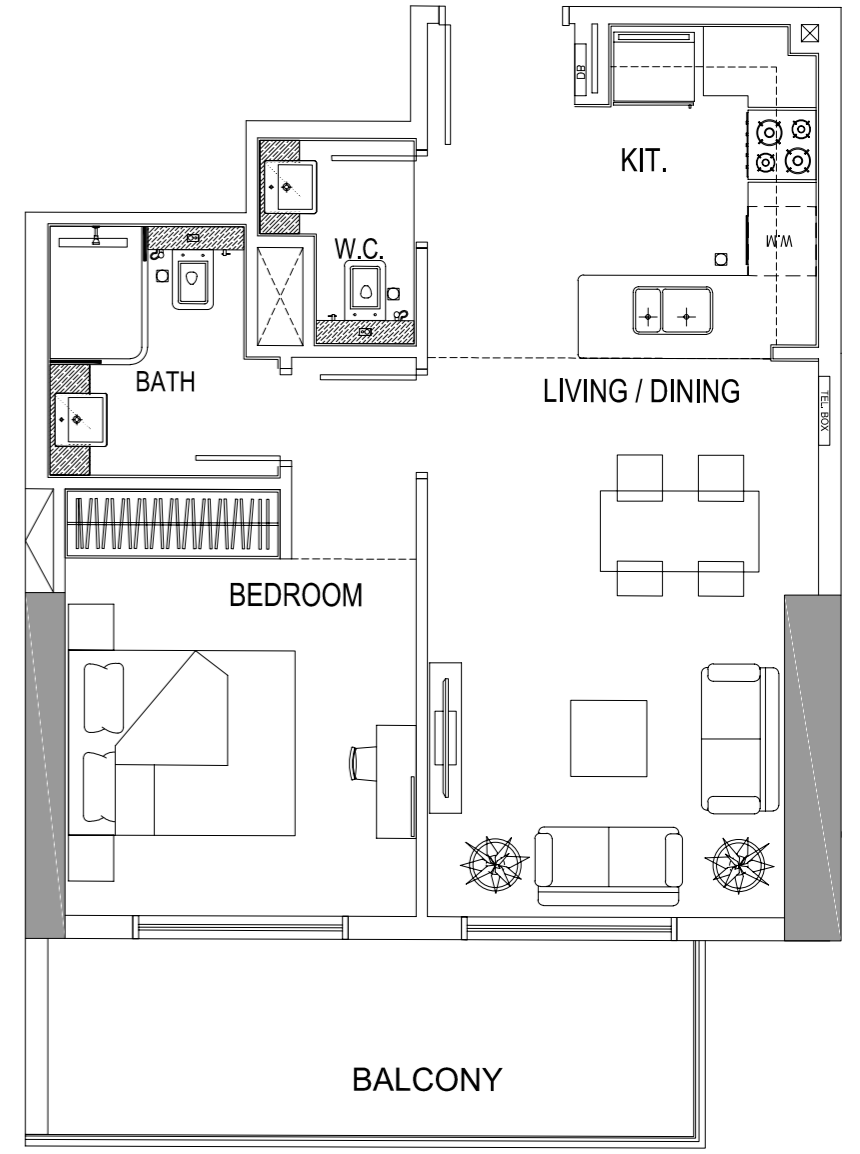 DB
KIT.
W.C.
W.M
BATH
LIVING / DINING
TEL. BOX
BEDROOM
BALCONY